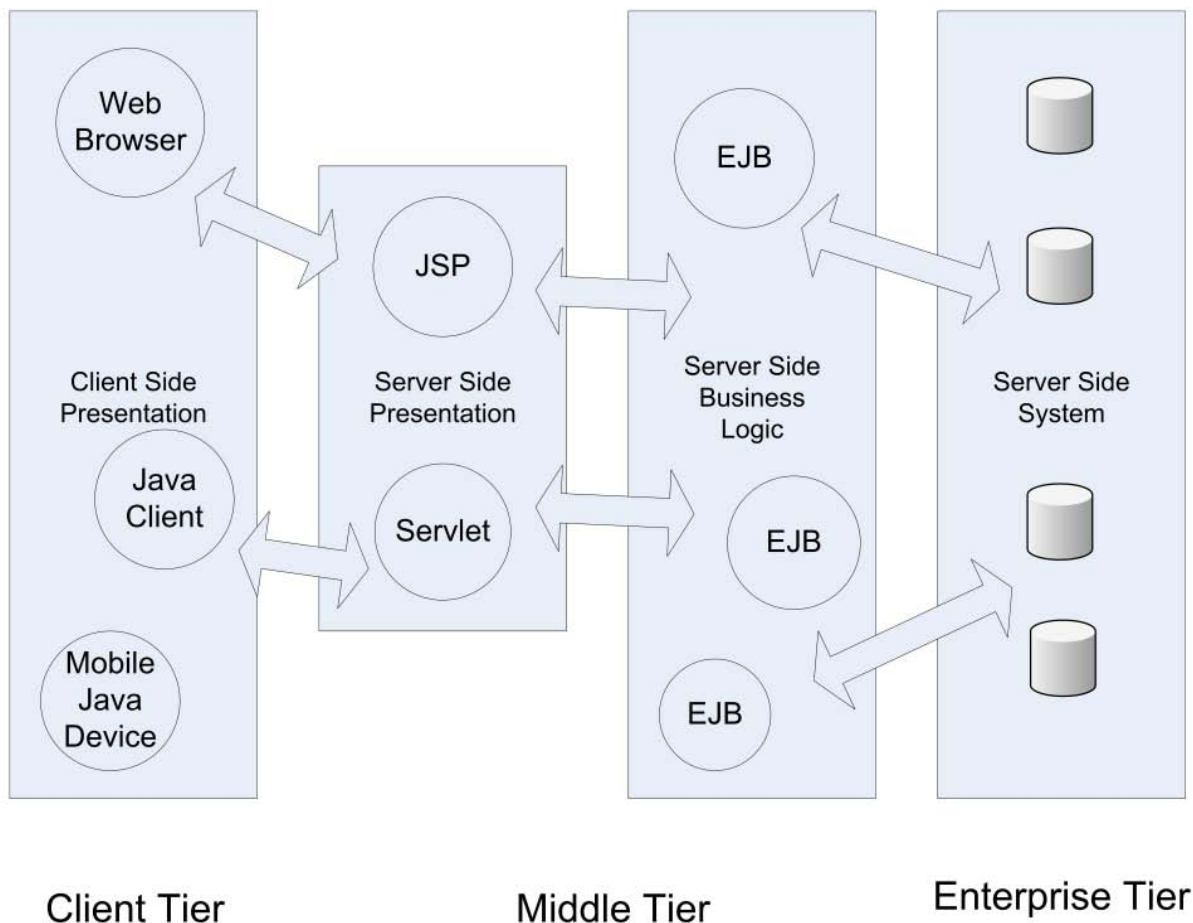 Web
Browser
Client Side
Presentation
Java
Client
Mobile
Java
Device
JSP
Server Side
Presentation
Servlet
EJB
Server Side
Business
Logic
EJB
EJB
Server Side
System
Client Tier
Middle Tier
Enterprise Tier